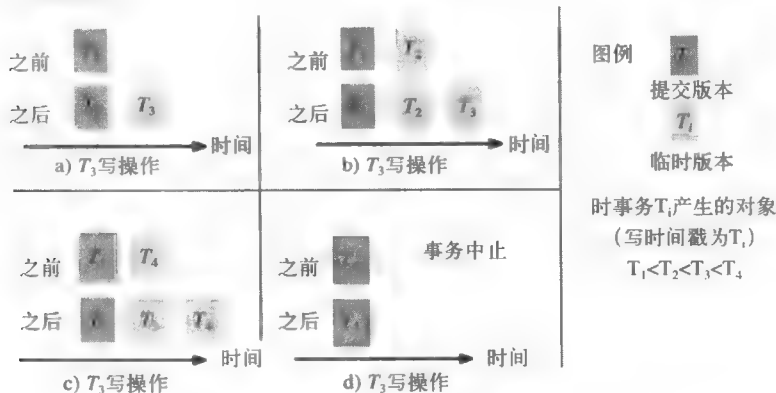 之前
之后 T₃
时间
a) T₃写操作
之前
之后 T₂ T₃
时间
b) T₃写操作
之前 T₄
之后
时间
c) T₃写操作
之前 事务中止
之后
时间
d) T₃写操作
图例
提交版本
Tᵢ
临时版本
时事务Tᵢ产生的对象
(写时间戳为Tᵢ)
T₁<T₂<T₃<T₄